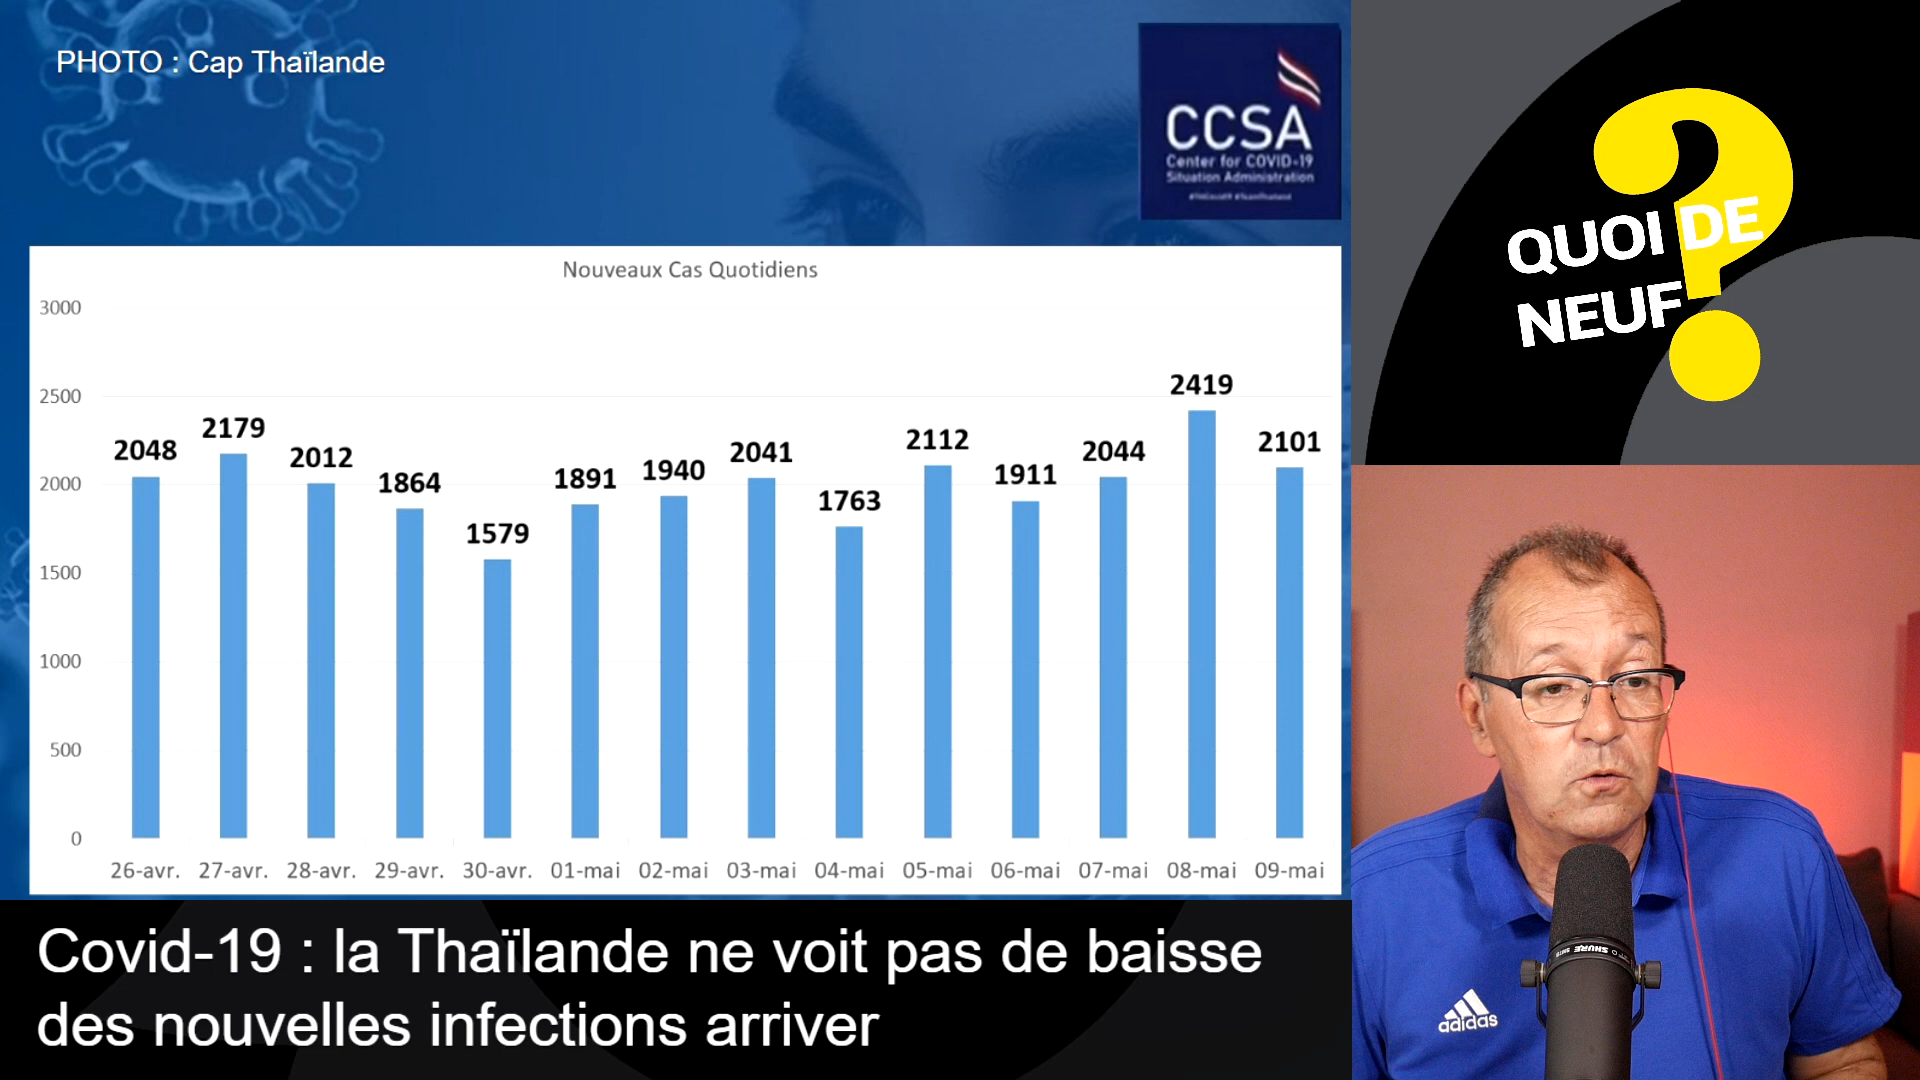 PHOTO : Cap Thaïlande
CCSA
Center for COVID-19
Situation Administration
Nouveaux Cas Quotidiens
3000
2500
2000
1500
1000
500
0
2048
2179
2012
1864
1579
1891
1940
2041
1763
2112
1911
2044
2419
2101
26-avr.
27-avr.
28-avr.
29-avr.
30-avr.
01-mai
02-mai
03-mai
04-mai
05-mai
06-mai
07-mai
08-mai
09-mai
Covid-19 : la Thaïlande ne voit pas de baisse
des nouvelles infections arriver
QUOI DE
NEUF
SHURE
adidas